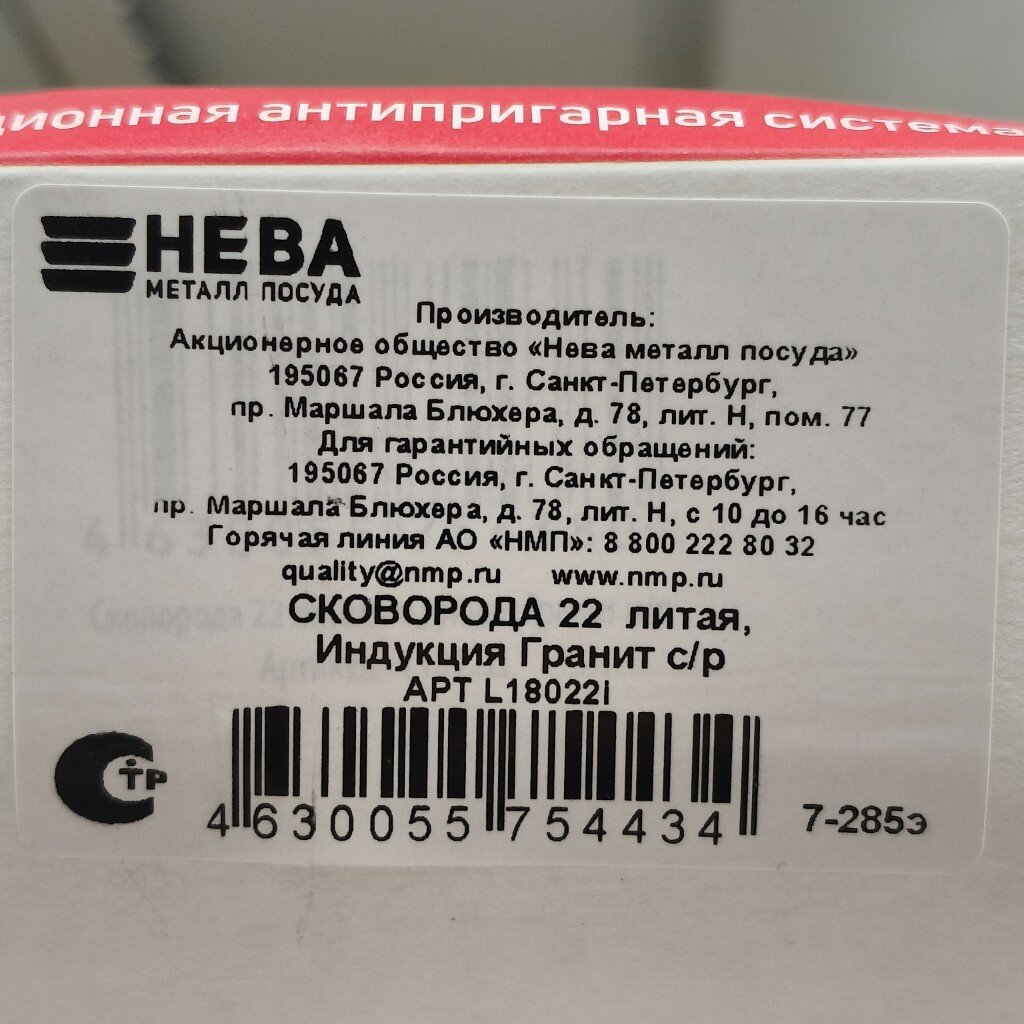 ционная антипригарная система
НЕВА
МЕТАЛЛ ПОСУДА
Производитель:
Акционерное общество «Нева металл посуда»
195067 Россия, г. Санкт-Петербург,
пр. Маршала Блюхера, д. 78, лит. Н, пом. 77
Для гарантийных обращений:
195067 Россия, г. Санкт-Петербург,
пр. Маршала Блюхера, д. 78, лит. Н, с 10 до 16 час
Горячая линия АО «НМП»: 8 800 222 80 32
quality@nmp.ru www.nmp.ru
СКОВОРОДА 22 литая,
Индукция Гранит с/р
АРТ L18022I
СТР
4 630055 754434
7-285э